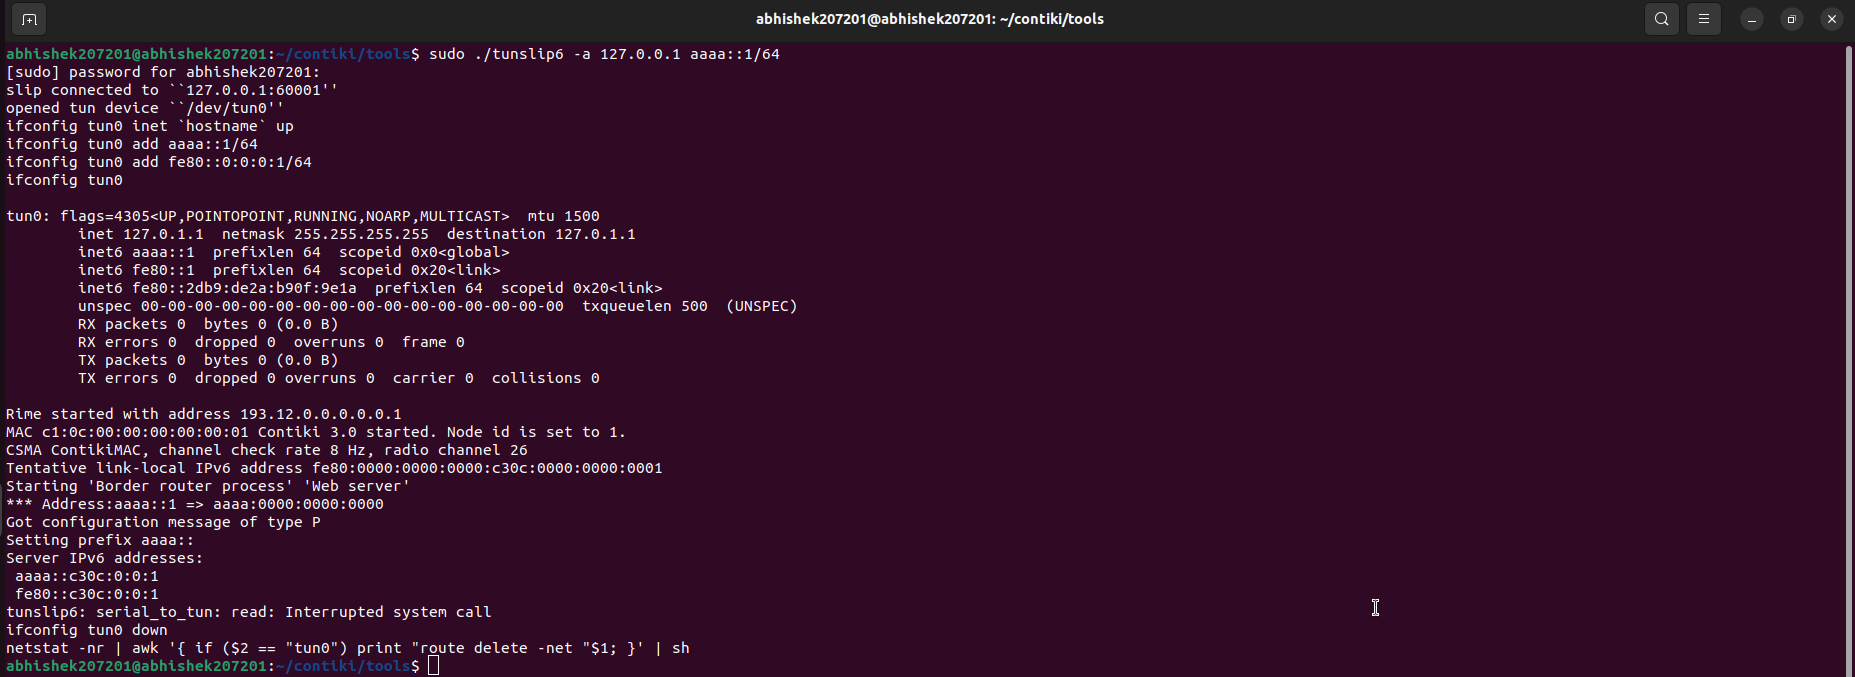 abhishek207201@abhishek207201: ~/contiki/tools
abhishek207201@abhishek207201:~/contiki/tools$ sudo ./tunslip6 -a 127.0.0.1 aaaa::1/64
[sudo] password for abhishek207201:
slip connected to ``127.0.0.1:60001''
opened tun device ``/dev/tun0''
ifconfig tun0 inet `hostname` up
ifconfig tun0 add aaaa::1/64
ifconfig tun0 add fe80::0:0:0:1/64
ifconfig tun0
tun0: flags=4305<UP,POINTOPOINT,RUNNING,NOARP,MULTICAST>  mtu 1500
        inet 127.0.1.1  netmask 255.255.255.255  destination 127.0.1.1
        inet6 aaaa::1  prefixlen 64  scopeid 0x0<global>
        inet6 fe80::1  prefixlen 64  scopeid 0x20<link>
        inet6 fe80::2db9:de2a:b90f:9e1a  prefixlen 64  scopeid 0x20<link>
        unspec 00-00-00-00-00-00-00-00-00-00-00-00-00-00-00-00  txqueuelen 500  (UNSPEC)
        RX packets 0  bytes 0 (0.0 B)
        RX errors 0  dropped 0  overruns 0  frame 0
        TX packets 0  bytes 0 (0.0 B)
        TX errors 0  dropped 0 overruns 0  carrier 0  collisions 0
Rime started with address 193.12.0.0.0.0.0.1
MAC c1:0c:00:00:00:00:00:01 Contiki 3.0 started. Node id is set to 1.
CSMA ContikiMAC, channel check rate 8 Hz, radio channel 26
Tentative link-local IPv6 address fe80:0000:0000:0000:c30c:0000:0000:0001
Starting 'Border router process' 'Web server'
*** Address:aaaa::1 => aaaa:0000:0000:0000
Got configuration message of type P
Setting prefix aaaa::
Server IPv6 addresses:
 aaaa::c30c:0:0:1
 fe80::c30c:0:0:1
tunslip6: serial_to_tun: read: Interrupted system call
ifconfig tun0 down
netstat -nr | awk '{ if ($2 == "tun0") print "route delete -net "$1; }' | sh
abhishek207201@abhishek207201:~/contiki/tools$